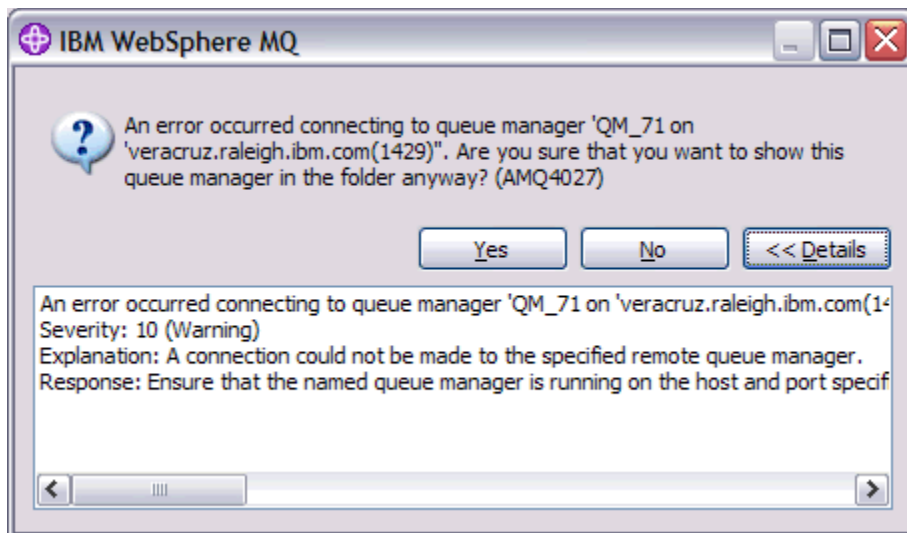 IBM WebSphere MQ
An error occurred connecting to queue manager 'QM_71 on
'veracruz.raleigh.ibm.com(1429)''. Are you sure that you want to show this
queue manager in the folder anyway? (AMQ4027)
Yes No << Details
An error occurred connecting to queue manager 'QM_71 on 'veracruz.raleigh.ibm.com(14
Severity: 10 (Warning)
Explanation: A connection could not be made to the specified remote queue manager.
Response: Ensure that the named queue manager is running on the host and port specif